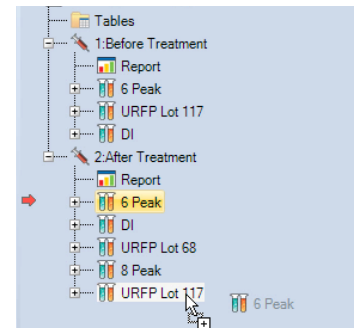 Tables
1:Before Treatment
Report
6 Peak
URFP Lot 117
DI
2:After Treatment
Report
6 Peak
DI
URFP Lot 68
8 Peak
URFP Lot 117
6 Peak